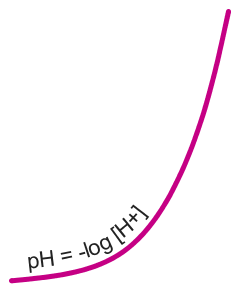 pH = -log [H+]